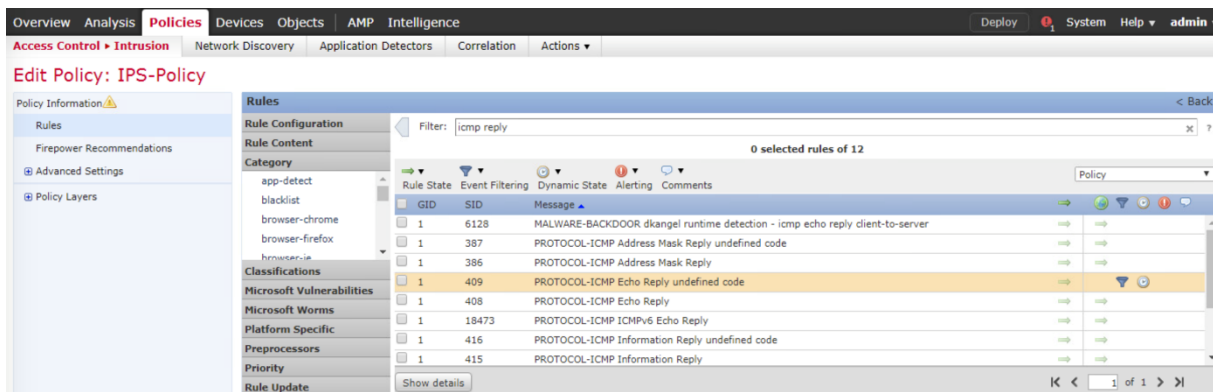 Overview Analysis Policies Devices Objects AMP Intelligence Deploy 1 System Help ▾ admin
Access Control ▸ Intrusion Network Discovery Application Detectors Correlation Actions ▾
Edit Policy: IPS-Policy
Policy Information
Rules
Firepower Recommendations
Advanced Settings
Policy Layers
Rules < Back
Rule Configuration
Rule Content
Category
app-detect
blacklist
browser-chrome
browser-firefox
browser-ie
Classifications
Microsoft Vulnerabilities
Microsoft Worms
Platform Specific
Preprocessors
Priority
Rule Update
Filter: icmp reply x ?
0 selected rules of 12
Rule State Event Filtering Dynamic State Alerting Comments
Policy
GID SID Message
1 6128 MALWARE-BACKDOOR dkangel runtime detection - icmp echo reply client-to-server
1 387 PROTOCOL-ICMP Address Mask Reply undefined code
1 386 PROTOCOL-ICMP Address Mask Reply
1 409 PROTOCOL-ICMP Echo Reply undefined code
1 408 PROTOCOL-ICMP Echo Reply
1 18473 PROTOCOL-ICMP ICMPv6 Echo Reply
1 416 PROTOCOL-ICMP Information Reply undefined code
1 415 PROTOCOL-ICMP Information Reply
Show details
1 of 1